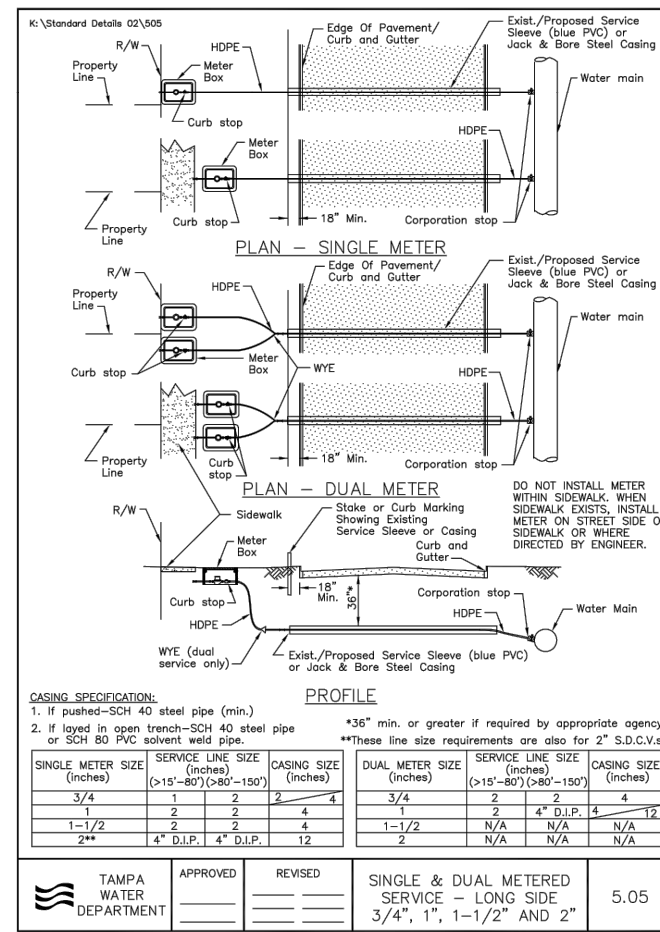 K:\Standard Details 02\505
R/W
HDPE
Property
Line
Meter
Box
Edge Of Pavement/
Curb and Gutter
Exist./Proposed Service
Sleeve (blue PVC) or
Jack & Bore Steel Casing
Water main
Curb stop
HDPE
Meter
Box
Curb stop
18" Min.
Corporation stop
Property
Line
PLAN – SINGLE METER
R/W
HDPE
Property
Line
Edge Of Pavement/
Curb and Gutter
Exist./Proposed Service
Sleeve (blue PVC) or
Jack & Bore Steel Casing
Water main
Curb stop
Meter
Box
WYE
HDPE
Property
Line
Curb
stop
18" Min.
Corporation stop
PLAN – DUAL METER
DO NOT INSTALL METER
WITHIN SIDEWALK. WHEN
SIDEWALK EXISTS, INSTALL
METER ON STREET SIDE O
SIDEWALK OR WHERE
DIRECTED BY ENGINEER.
R/W
Sidewalk
Stake or Curb Marking
Showing Existing
Service Sleeve or Casing
Meter
Box
Curb and
Gutter
Curb stop
18"
Min.
36"*
Corporation stop
HDPE
HDPE
Water Main
WYE (dual
service only)
Exist./Proposed Service Sleeve (blue PVC)
or Jack & Bore Steel Casing
PROFILE
CASING SPECIFICATION:
1. If pushed–SCH 40 steel pipe (min.)
2. If layed in open trench–SCH 40 steel pipe
or SCH 80 PVC solvent weld pipe.
*36" min. or greater if required by appropriate agency
**These line size requirements are also for 2" S.D.C.V.s
SINGLE METER SIZE (inches) SERVICE LINE SIZE (inches) (>15'–80') (>80'–150') CASING SIZE (inches)
3/4 1 2 2 4
1 2 2 4
1–1/2 2 2 4
2** 4" D.I.P. 4" D.I.P. 12
DUAL METER SIZE (inches) SERVICE LINE SIZE (inches) (>15'–80') (>80'–150') CASING SIZE (inches)
3/4 2 2 4
1 2 4" D.I.P. 4 12
1–1/2 N/A N/A N/A
2 N/A N/A N/A
TAMPA
WATER
DEPARTMENT
APPROVED
REVISED
SINGLE & DUAL METERED
SERVICE – LONG SIDE
3/4", 1", 1–1/2" AND 2"
5.05